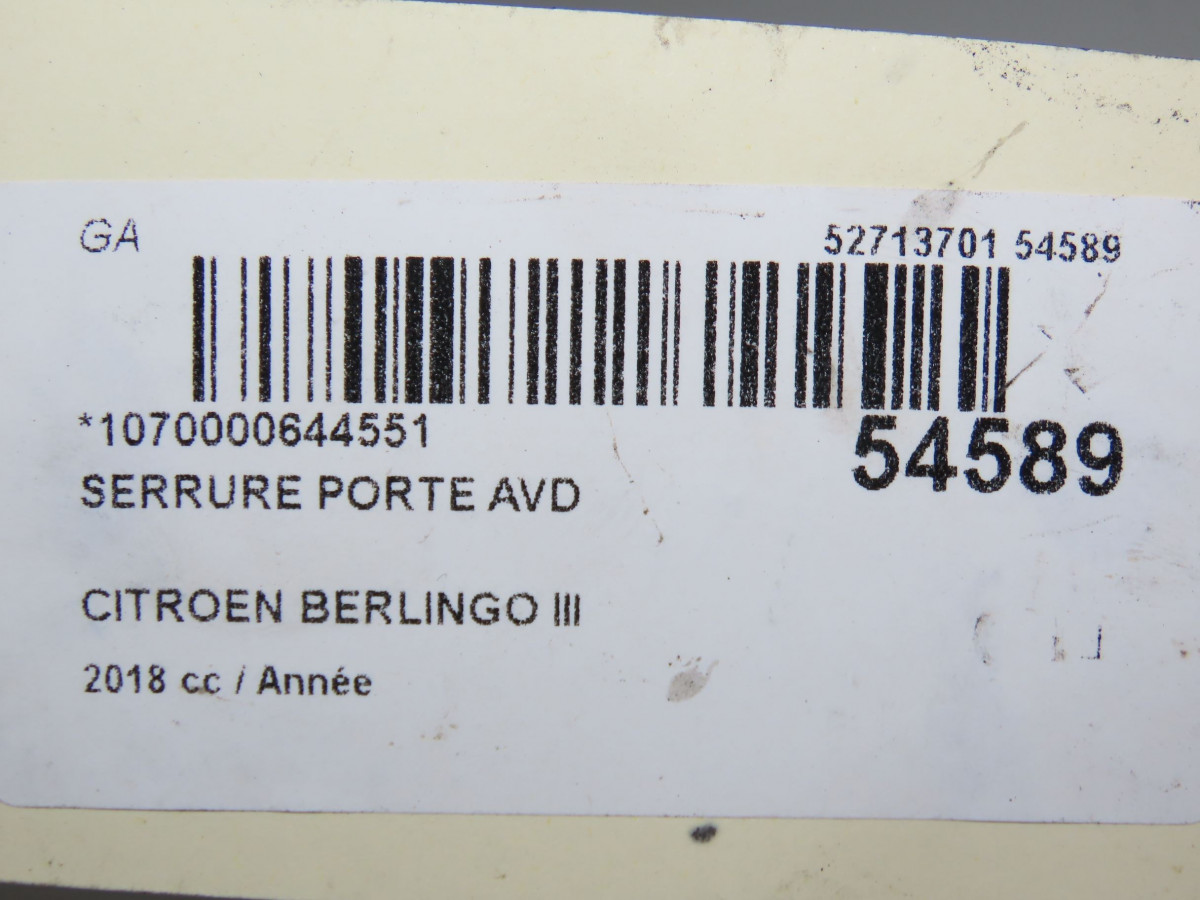 GA
52713701 54589
*1070000644551
54589
SERRURE PORTE AVD
CITROEN BERLINGO III
2018 cc / Année